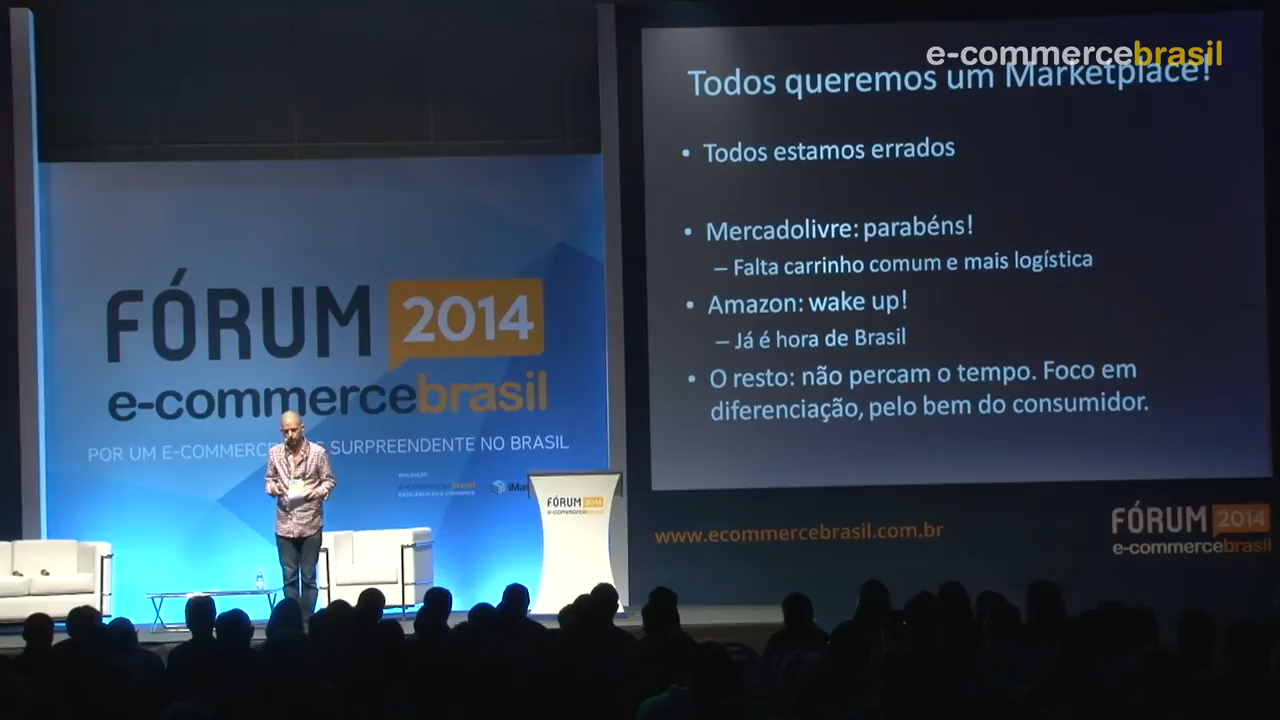 e-commercebrasil
Todos queremos um Marketplace!
• Todos estamos errados
• Mercadolivre: parabéns!
– Falta carrinho comum e mais logística
• Amazon: wake up!
– Já é hora de Brasil
• O resto: não percam o tempo. Foco em
diferenciação, pelo bem do consumidor.
FÓRUM 2014
e-commercebrasil
POR UM E-COMMERCE SURPREENDENTE NO BRASIL
e-commercebrasil
FÓRUM 2014
e-commercebrasil
www.ecommercebrasil.com.br
FÓRUM 2014
e-commercebrasil